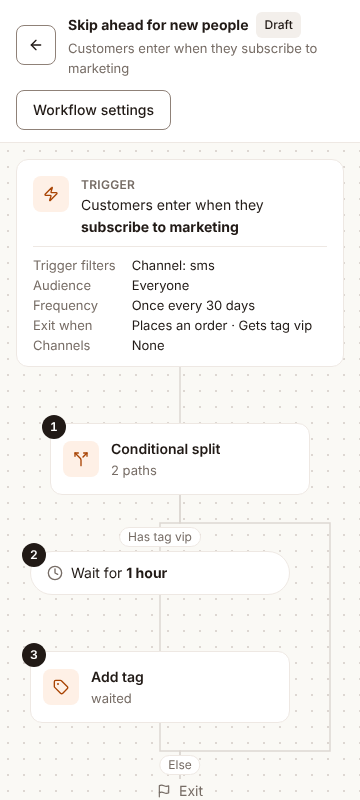 Skip ahead for new people Draft
Customers enter when they subscribe to
marketing
Workflow settings
TRIGGER
Customers enter when they
subscribe to marketing
Trigger filters Channel: sms
Audience Everyone
Frequency Once every 30 days
Exit when Places an order · Gets tag vip
Channels None
1
Conditional split
2 paths
Has tag vip
2
Wait for 1 hour
3
Add tag
waited
Else
Exit